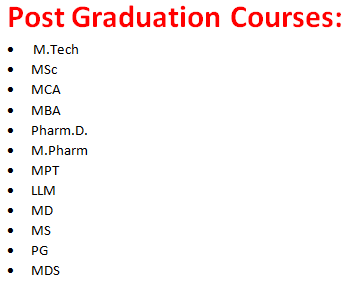 Post Graduation Courses:
• M.Tech
• MSc
• MCA
• MBA
• Pharm.D.
• M.Pharm
• MPT
• LLM
• MD
• MS
• PG
• MDS